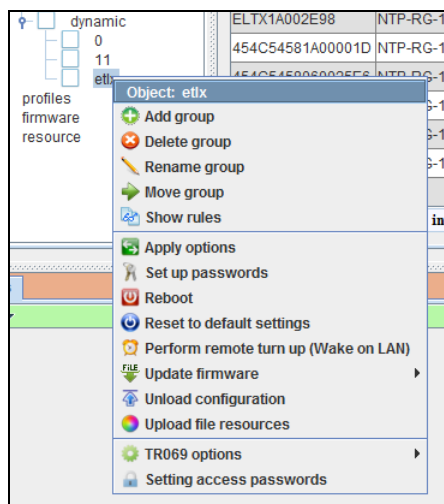 dynamic
0
11
etlx
profiles
firmware
resource
ELTX1A002E98 NTP-RG-1
454C54581A00001D NTP-RG-1
Object: etlx
Add group
Delete group
Rename group
Move group
Show rules
Apply options
Set up passwords
Reboot
Reset to default settings
Perform remote turn up (Wake on LAN)
Update firmware
Unload configuration
Upload file resources
TR069 options
Setting access passwords
in